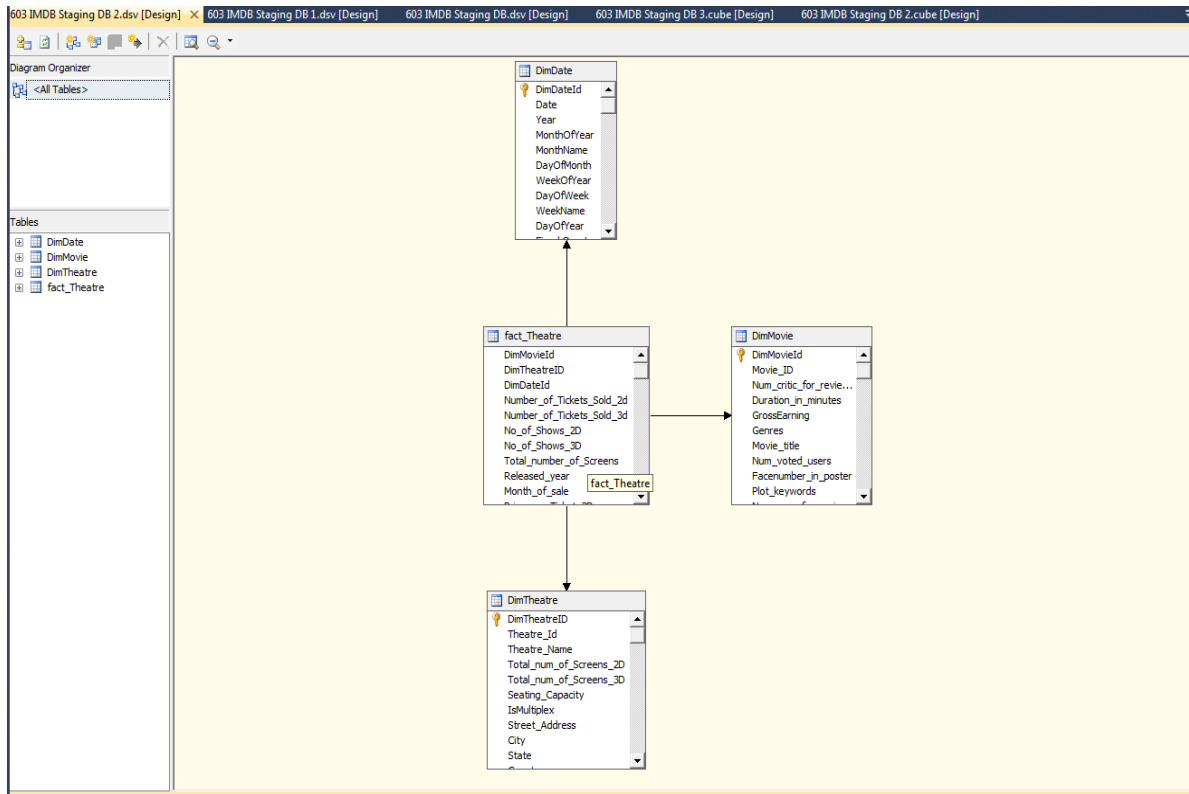 603 IMDB Staging DB 2.dsv [Design] 603 IMDB Staging DB 1.dsv [Design] 603 IMDB Staging DB.dsv [Design] 603 IMDB Staging DB 3.cube [Design] 603 IMDB Staging DB 2.cube [Design]
Diagram Organizer
<All Tables>
Tables
DimDate
DimMovie
DimTheatre
fact_Theatre
DimDate
DimDateId
Date
Year
MonthOfYear
MonthName
DayOfMonth
WeekOfYear
DayOfWeek
WeekName
DayOfYear
fact_Theatre
DimMovieId
DimTheatreID
DimDateId
Number_of_Tickets_Sold_2d
Number_of_Tickets_Sold_3d
No_of_Shows_2D
No_of_Shows_3D
Total_number_of_Screens
Released_year
Month_of_sale
fact_Theatre
DimMovie
DimMovieId
Movie_ID
Num_critic_for_revie...
Duration_in_minutes
GrossEarning
Genres
Movie_title
Num_voted_users
Facenumber_in_poster
Plot_keywords
DimTheatre
DimTheatreID
Theatre_Id
Theatre_Name
Total_num_of_Screens_2D
Total_num_of_Screens_3D
Seating_Capacity
IsMultiplex
Street_Address
City
State